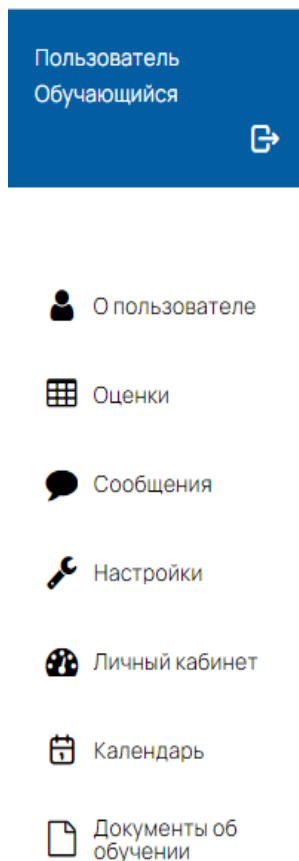 Пользователь
Обучающийся
О пользователе
Оценки
Сообщения
Настройки
Личный кабинет
Календарь
Документы об
обучении